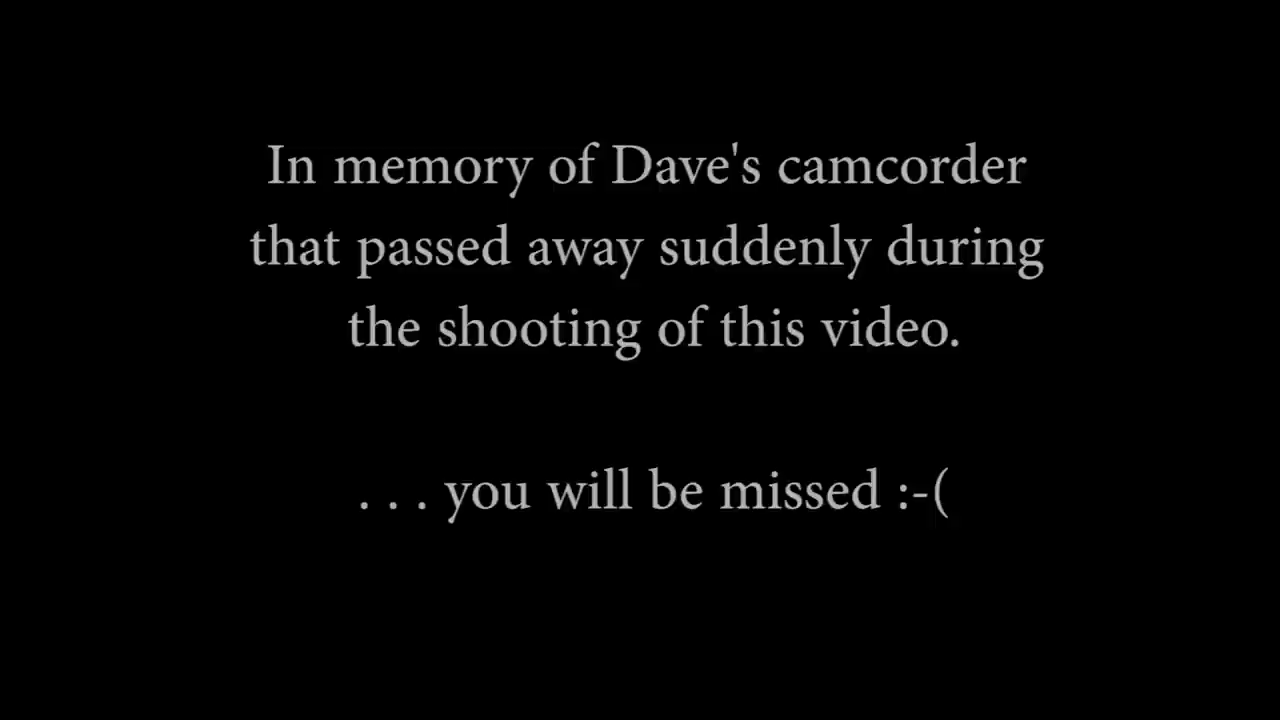 In memory of Dave's camcorder
that passed away suddenly during
the shooting of this video.
. . . you will be missed :-(